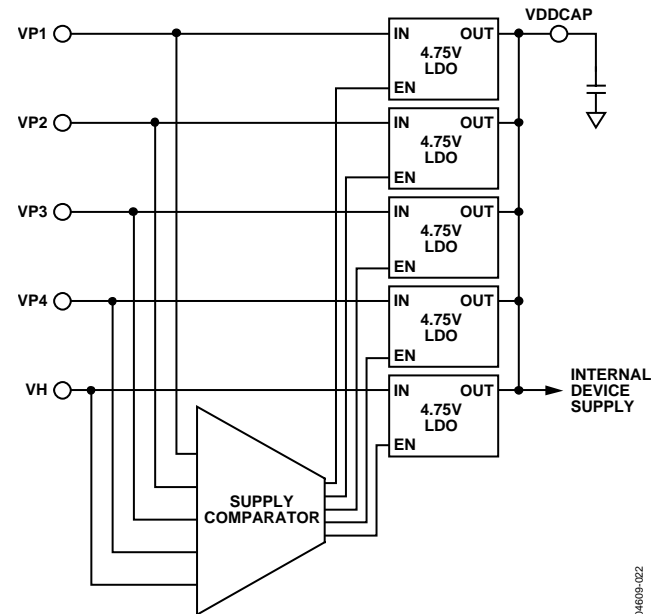 VDDCAP
VP1
IN OUT
4.75V
LDO
EN
VP2
IN OUT
4.75V
LDO
EN
VP3
IN OUT
4.75V
LDO
EN
VP4
IN OUT
4.75V
LDO
EN
VH
IN OUT
4.75V
LDO
EN
INTERNAL
DEVICE
SUPPLY
SUPPLY
COMPARATOR
04609-022